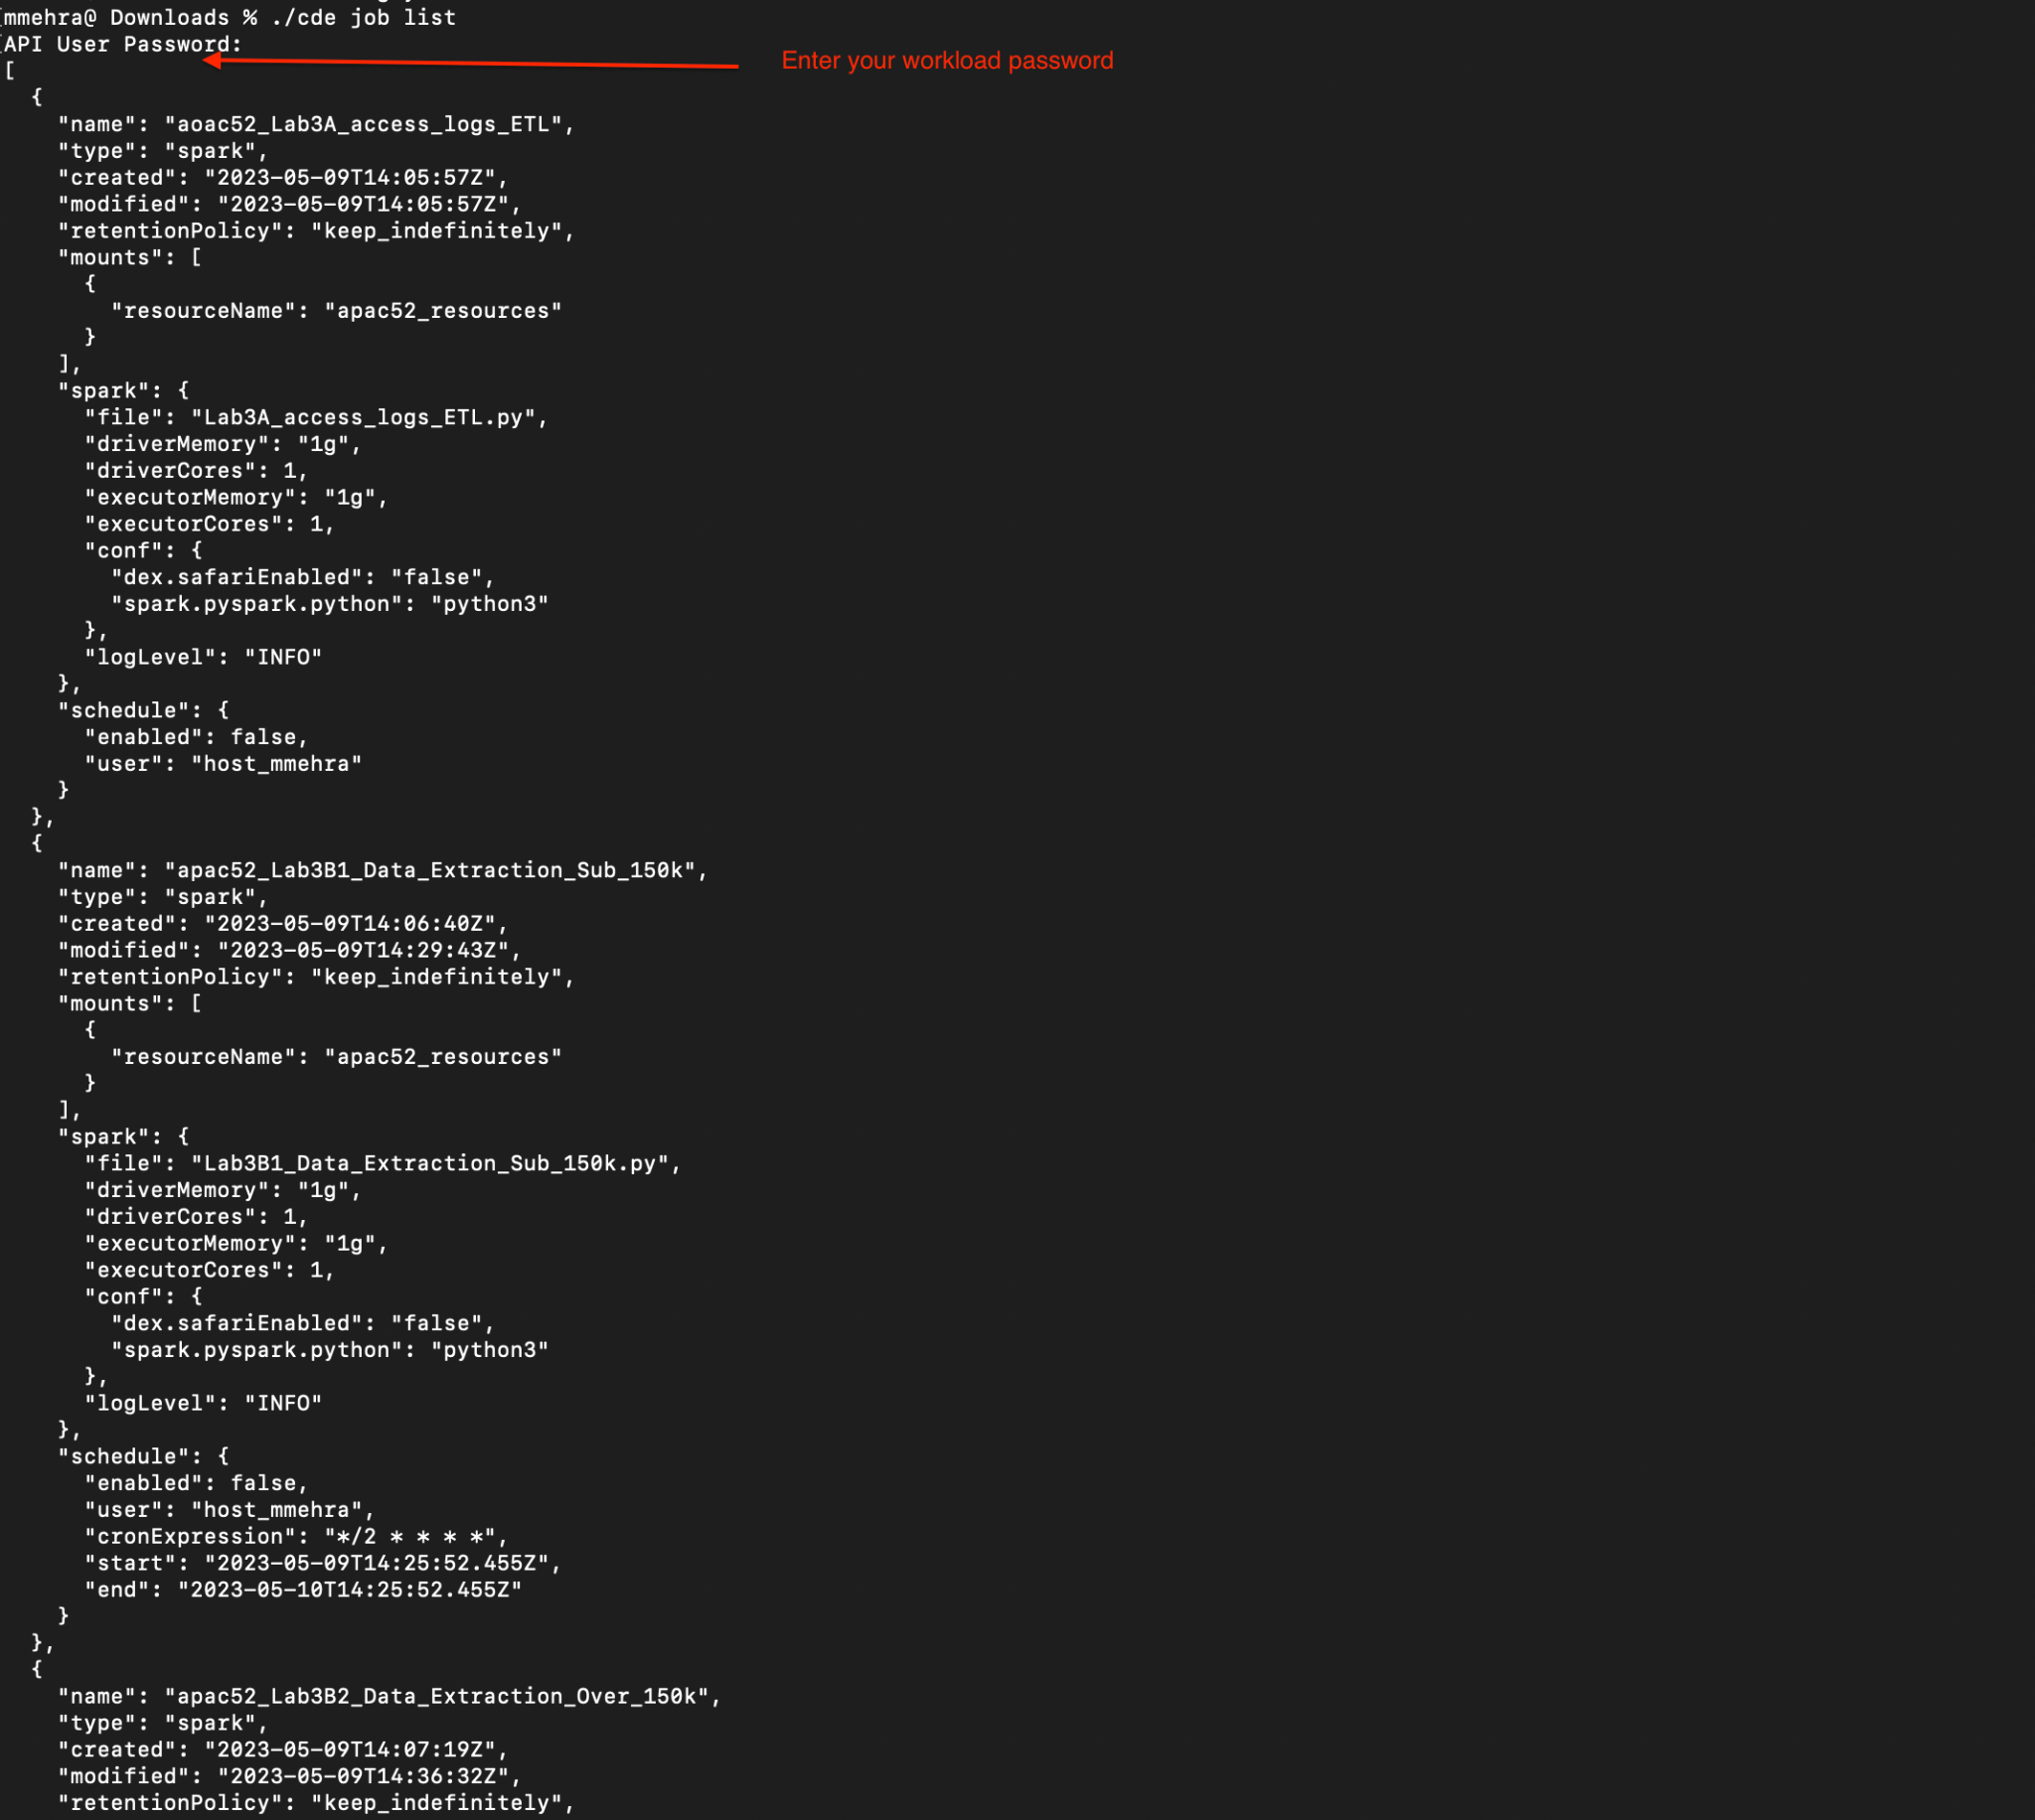 mmehra@ Downloads % ./cde job list
API User Password:
Enter your workload password
[
  {
    "name": "aoac52_Lab3A_access_logs_ETL",
    "type": "spark",
    "created": "2023-05-09T14:05:57Z",
    "modified": "2023-05-09T14:05:57Z",
    "retentionPolicy": "keep_indefinitely",
    "mounts": [
      {
        "resourceName": "apac52_resources"
      }
    ],
    "spark": {
      "file": "Lab3A_access_logs_ETL.py",
      "driverMemory": "1g",
      "driverCores": 1,
      "executorMemory": "1g",
      "executorCores": 1,
      "conf": {
        "dex.safariEnabled": "false",
        "spark.pyspark.python": "python3"
      },
      "logLevel": "INFO"
    },
    "schedule": {
      "enabled": false,
      "user": "host_mmehra"
    }
  },
  {
    "name": "apac52_Lab3B1_Data_Extraction_Sub_150k",
    "type": "spark",
    "created": "2023-05-09T14:06:40Z",
    "modified": "2023-05-09T14:29:43Z",
    "retentionPolicy": "keep_indefinitely",
    "mounts": [
      {
        "resourceName": "apac52_resources"
      }
    ],
    "spark": {
      "file": "Lab3B1_Data_Extraction_Sub_150k.py",
      "driverMemory": "1g",
      "driverCores": 1,
      "executorMemory": "1g",
      "executorCores": 1,
      "conf": {
        "dex.safariEnabled": "false",
        "spark.pyspark.python": "python3"
      },
      "logLevel": "INFO"
    },
    "schedule": {
      "enabled": false,
      "user": "host_mmehra",
      "cronExpression": "*/2 * * * *",
      "start": "2023-05-09T14:25:52.455Z",
      "end": "2023-05-10T14:25:52.455Z"
    }
  },
  {
    "name": "apac52_Lab3B2_Data_Extraction_Over_150k",
    "type": "spark",
    "created": "2023-05-09T14:07:19Z",
    "modified": "2023-05-09T14:36:32Z",
    "retentionPolicy": "keep_indefinitely",